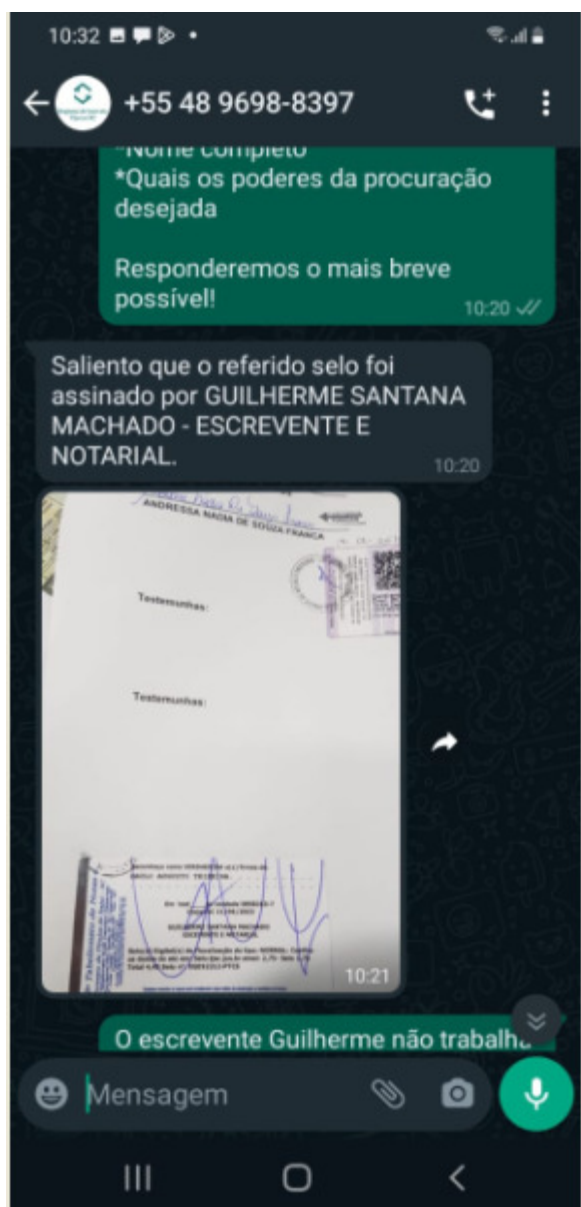 10:32
+55 48 9698-8397
*Nome completo
*Quais os poderes da procuração
desejada
Responderemos o mais breve
possível!
10:20
Saliento que o referido selo foi
assinado por GUILHERME SANTANA
MACHADO - ESCREVENTE E
NOTARIAL.
10:20
ANDRESSA NADIA DE SOUZA FRANCA
Testemunhas:
Testemunhas:
GUILHERME SANTANA MACHADO
ESCREVENTE E NOTARIAL
10:21
O escrevente Guilherme não trabalha
Mensagem